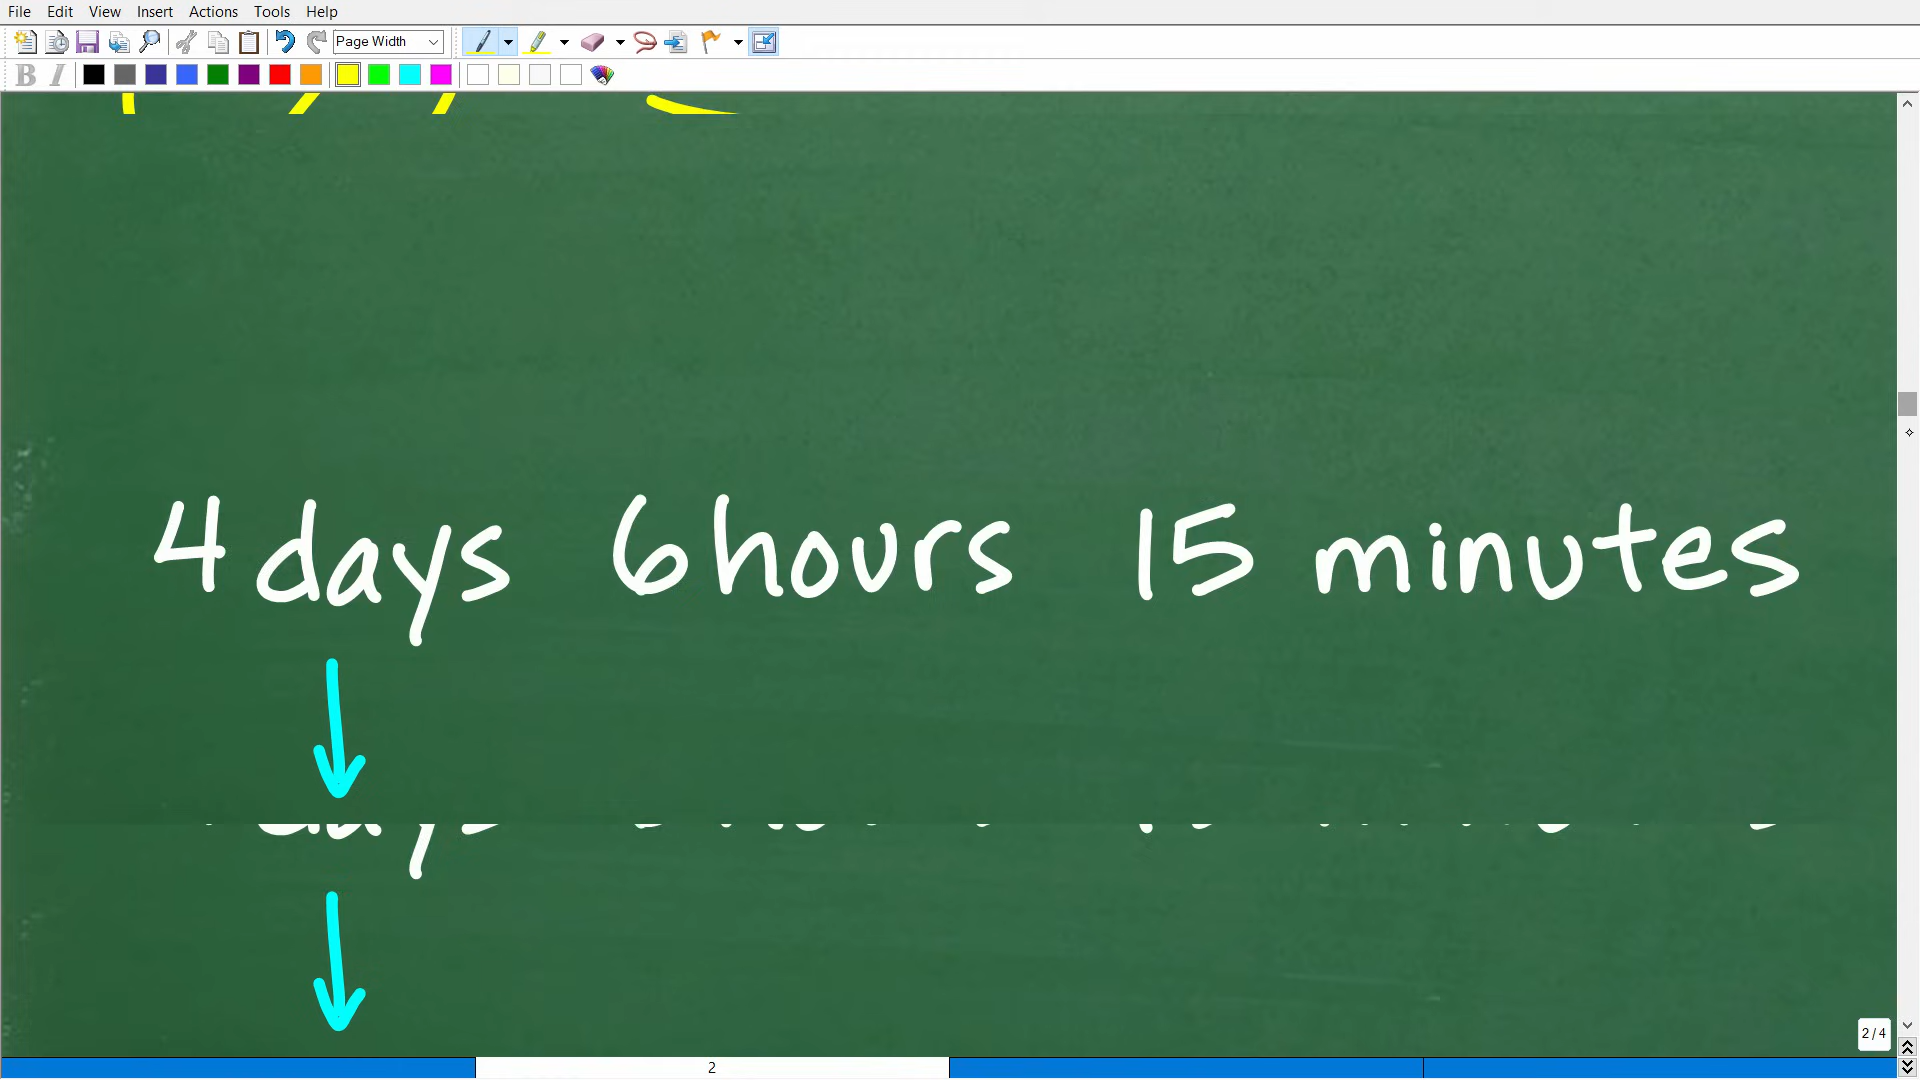 File Edit View Insert Actions Tools Help
Page Width
B I
4 days 6 hours 15 minutes
2 / 4
2